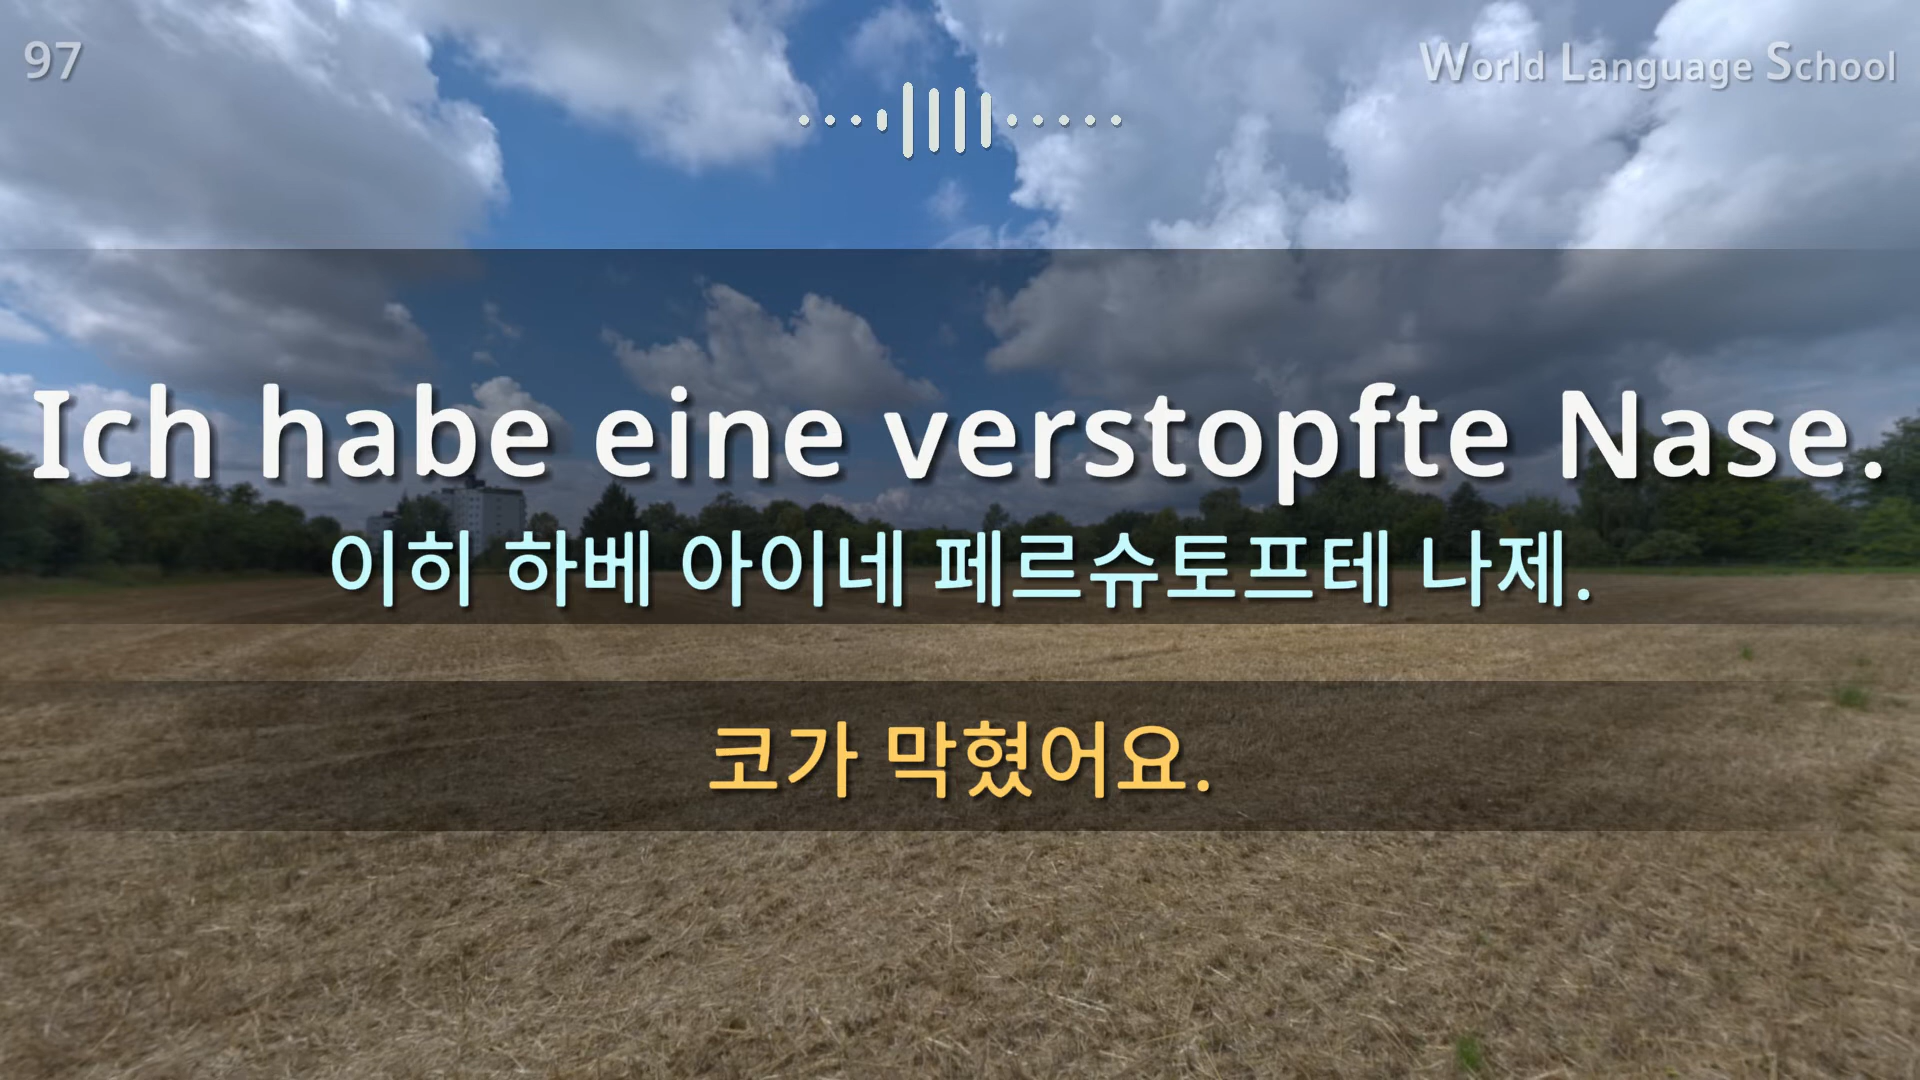 97
World Language School
Ich habe eine verstopfte Nase.
이히 하베 아이네 페르슈토프테 나제.
코가 막혔어요.